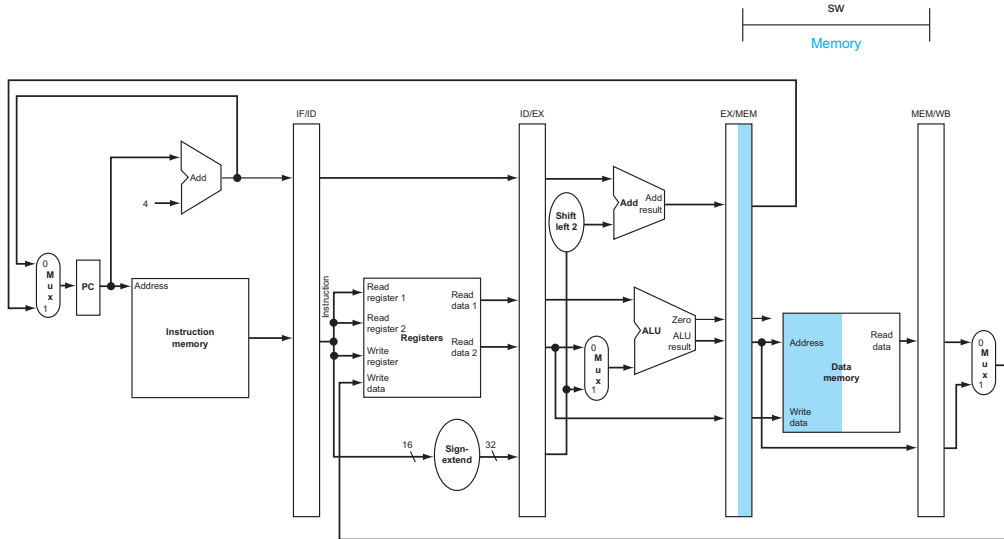 SW
Memory
IF/ID
ID/EX
EX/MEM
MEM/WB
Add
4
Shift
left 2
Add
Add
result
0
M
u
x
1
PC
Address
Instruction
memory
Instruction
Read
register 1
Read
register 2
Write
register
Write
data
Registers
Read
data 1
Read
data 2
0
M
u
x
1
Zero
ALU
ALU
result
Address
Write
data
Read
data
Data
memory
0
M
u
x
1
16
Sign-
extend
32